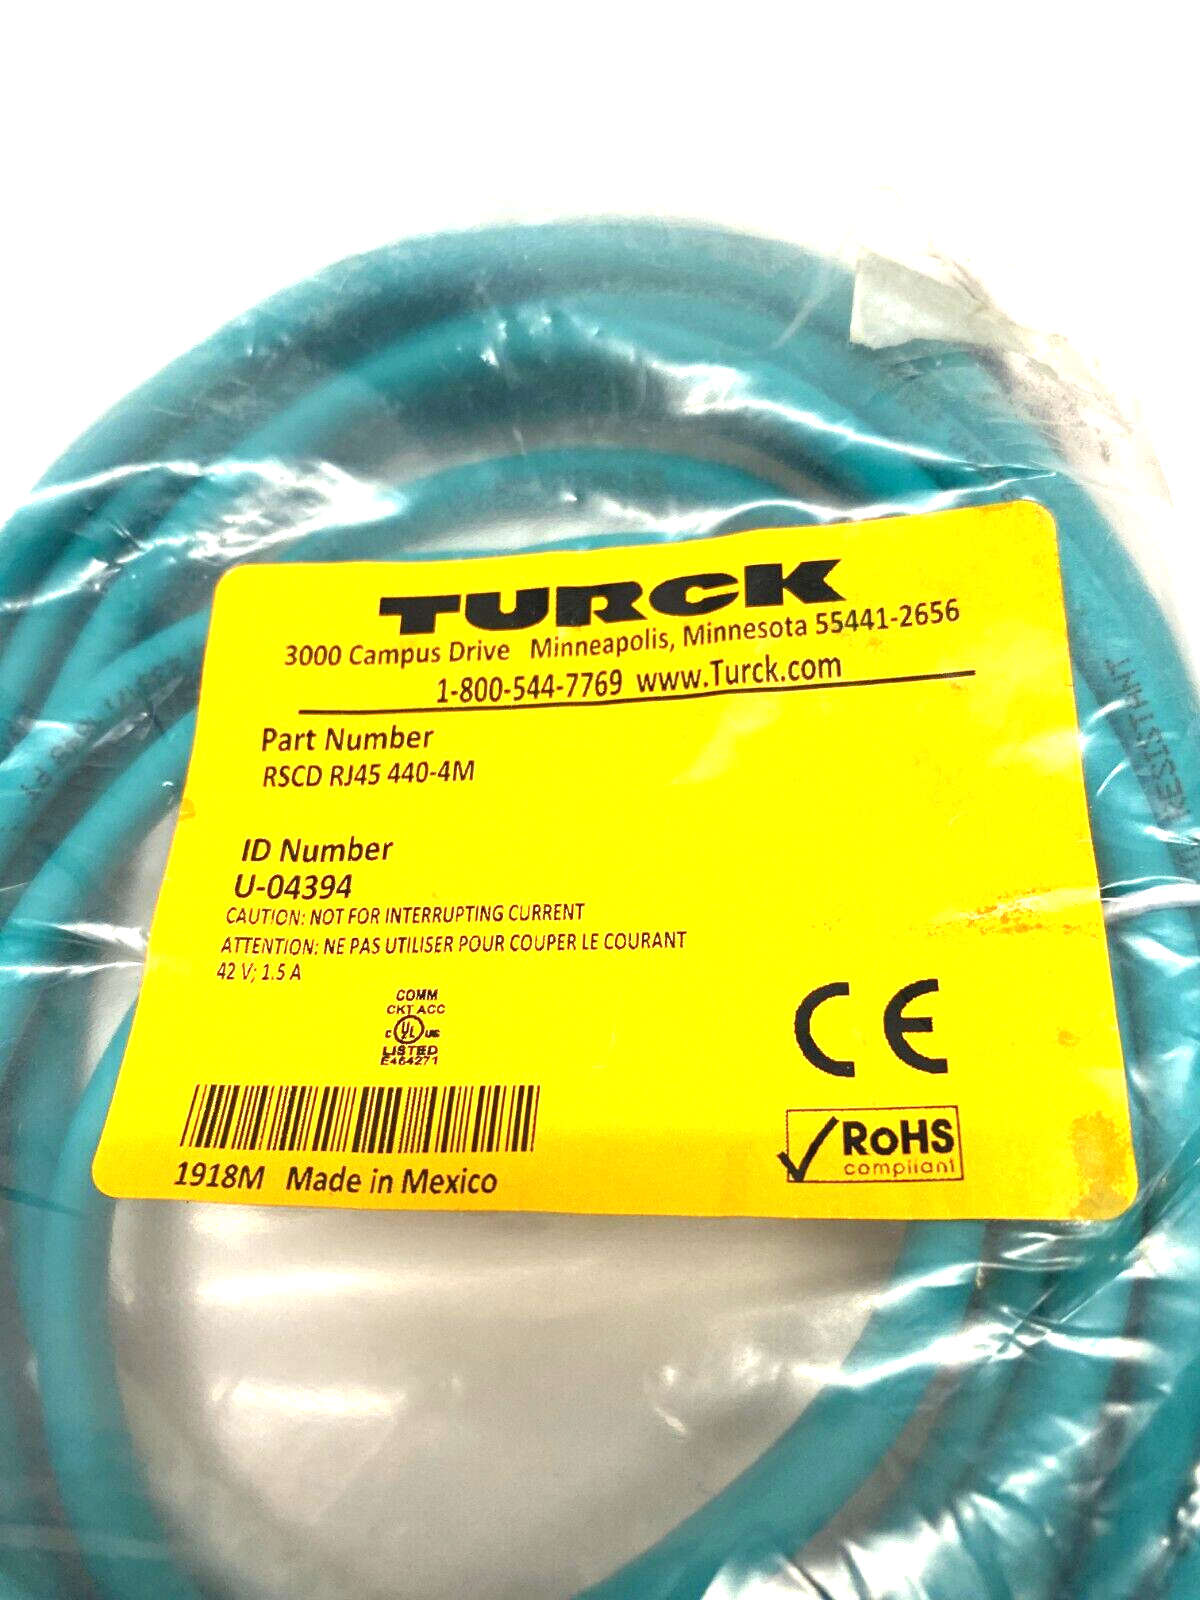 TURCK
3000 Campus Drive Minneapolis, Minnesota 55441-2656
1-800-544-7769 www.Turck.com
Part Number
RSCD RJ45 440-4M
ID Number
U-04394
CAUTION: NOT FOR INTERRUPTING CURRENT
ATTENTION: NE PAS UTILISER POUR COUPER LE COURANT
42 V; 1.5 A
COMM
CKT ACC
c UL us
LISTED
E464271
CE
RoHS
compliant
1918M Made in Mexico